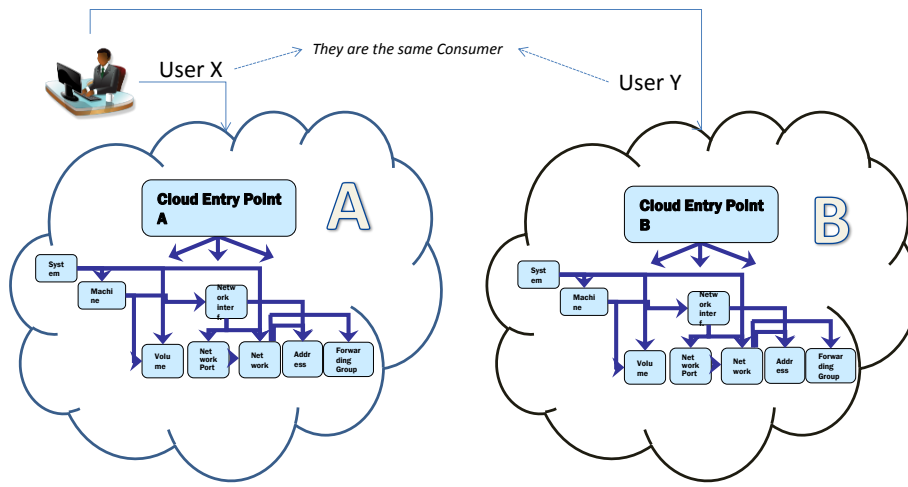 They are the same Consumer
User X
User Y
Cloud Entry Point
A
A
Syst
em
Machi
ne
Netw
ork
inter
f.
Volu
me
Net
work
Port
Net
work
Addr
ess
Forwar
ding
Group
Cloud Entry Point
B
B
Syst
em
Machi
ne
Netw
ork
inter
f.
Volu
me
Net
work
Port
Net
work
Addr
ess
Forwar
ding
Group